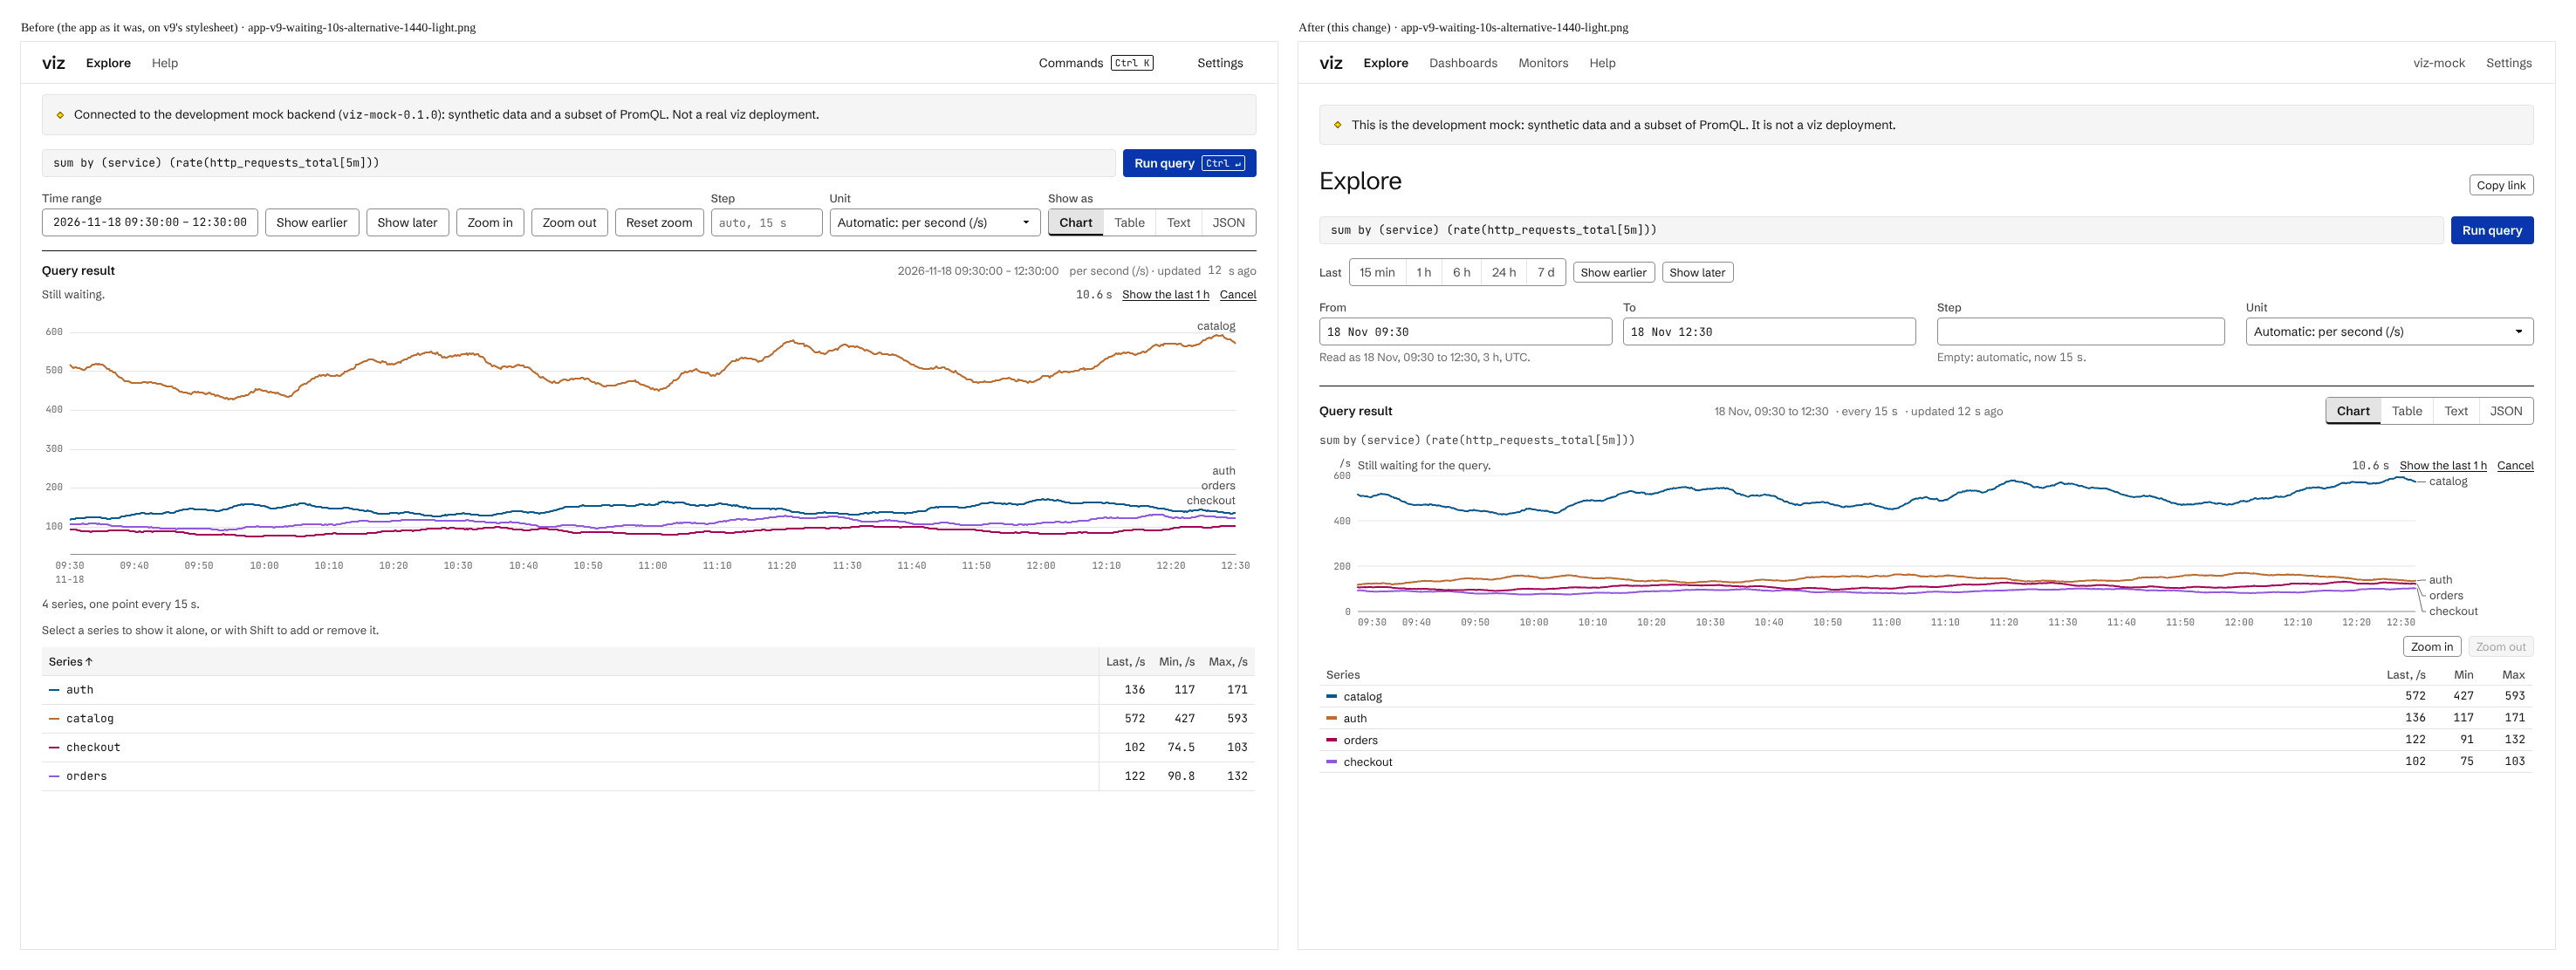 Before (the app as it was, on v9's stylesheet) · app-v9-waiting-10s-alternative-1440-light.png
viz Explore Help Commands Ctrl K Settings
Connected to the development mock backend (viz-mock-0.1.0): synthetic data and a subset of PromQL. Not a real viz deployment.
sum by (service) (rate(http_requests_total[5m])) Run query Ctrl ↵
Time range Step Unit Show as
2026-11-18 09:30:00 – 12:30:00 Show earlier Show later Zoom in Zoom out Reset zoom auto, 15 s Automatic: per second (/s) Chart Table Text JSON
Query result 2026-11-18 09:30:00 – 12:30:00 per second (/s) · updated 12 s ago
Still waiting. 10.6 s Show the last 1 h Cancel
catalog
600
500
400
300
auth
200 orders
checkout
100
09:30 09:40 09:50 10:00 10:10 10:20 10:30 10:40 10:50 11:00 11:10 11:20 11:30 11:40 11:50 12:00 12:10 12:20 12:30
11-18
4 series, one point every 15 s.
Select a series to show it alone, or with Shift to add or remove it.
Series ↑ Last, /s Min, /s Max, /s
auth 136 117 171
catalog 572 427 593
checkout 102 74.5 103
orders 122 90.8 132
After (this change) · app-v9-waiting-10s-alternative-1440-light.png
viz Explore Dashboards Monitors Help viz-mock Settings
This is the development mock: synthetic data and a subset of PromQL. It is not a viz deployment.
Explore Copy link
sum by (service) (rate(http_requests_total[5m])) Run query
Last 15 min 1 h 6 h 24 h 7 d Show earlier Show later
From To Step Unit
18 Nov 09:30 18 Nov 12:30 Automatic: per second (/s)
Read as 18 Nov, 09:30 to 12:30, 3 h, UTC. Empty: automatic, now 15 s.
Query result 18 Nov, 09:30 to 12:30 · every 15 s · updated 12 s ago Chart Table Text JSON
sum by (service) (rate(http_requests_total[5m]))
/s Still waiting for the query. 10.6 s Show the last 1 h Cancel
600
catalog
400
200
auth
orders
0 checkout
09:30 09:40 09:50 10:00 10:10 10:20 10:30 10:40 10:50 11:00 11:10 11:20 11:30 11:40 11:50 12:00 12:10 12:20 12:30
Zoom in Zoom out
Series Last, /s Min Max
catalog 572 427 593
auth 136 117 171
orders 122 91 132
checkout 102 75 103